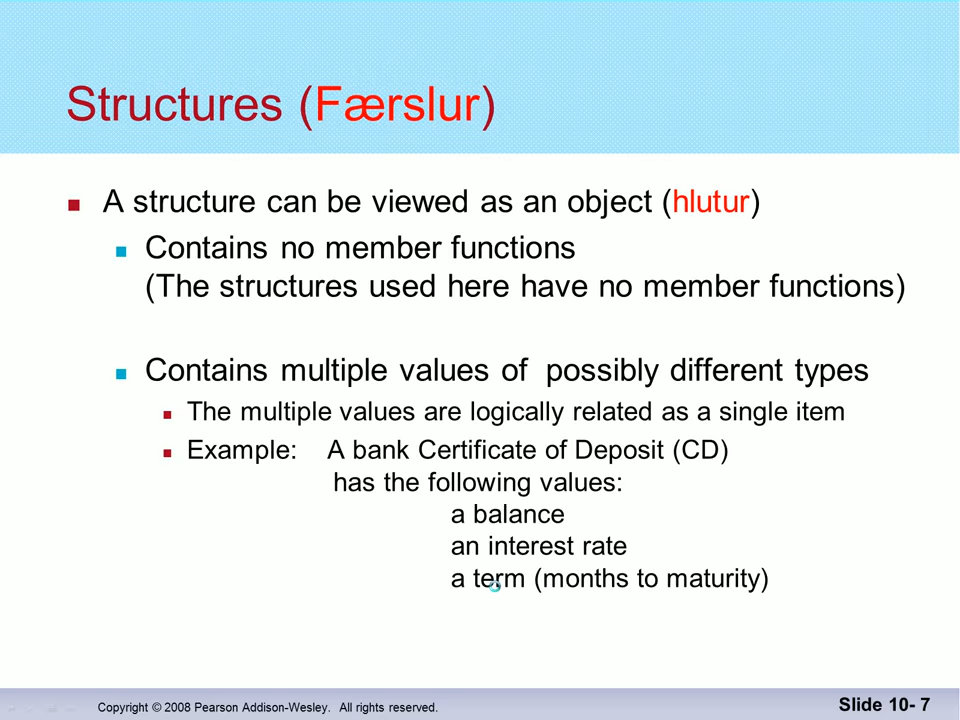 Structures (Færslur)
A structure can be viewed as an object (hlutur)
Contains no member functions
(The structures used here have no member functions)
Contains multiple values of possibly different types
The multiple values are logically related as a single item
Example: A bank Certificate of Deposit (CD)
has the following values:
a balance
an interest rate
a term (months to maturity)
Copyright © 2008 Pearson Addison-Wesley. All rights reserved.
Slide 10- 7